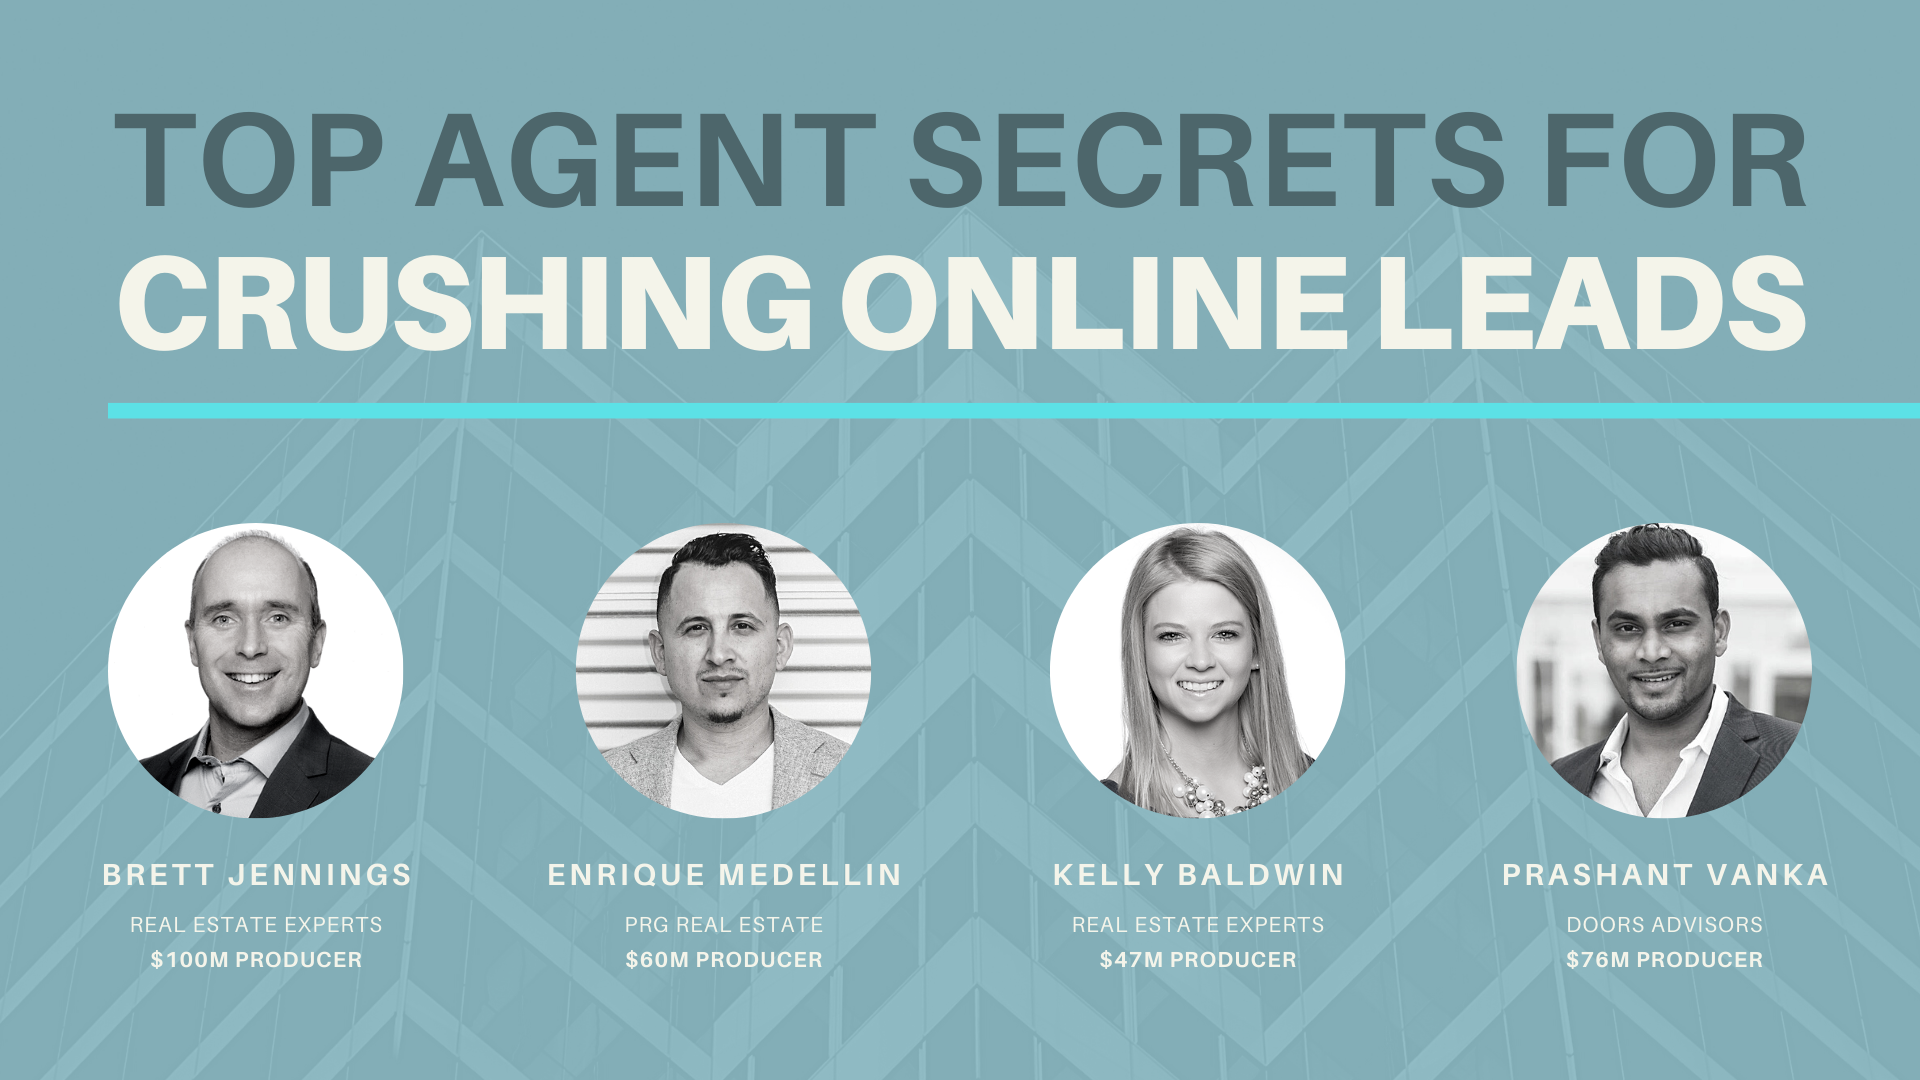 TOP AGENT SECRETS FOR
CRUSHING ONLINE LEADS
BRETT JENNINGS
REAL ESTATE EXPERTS
$100M PRODUCER
ENRIQUE MEDELLIN
PRG REAL ESTATE
$60M PRODUCER
KELLY BALDWIN
REAL ESTATE EXPERTS
$47M PRODUCER
PRASHANT VANKA
DOORS ADVISORS
$76M PRODUCER